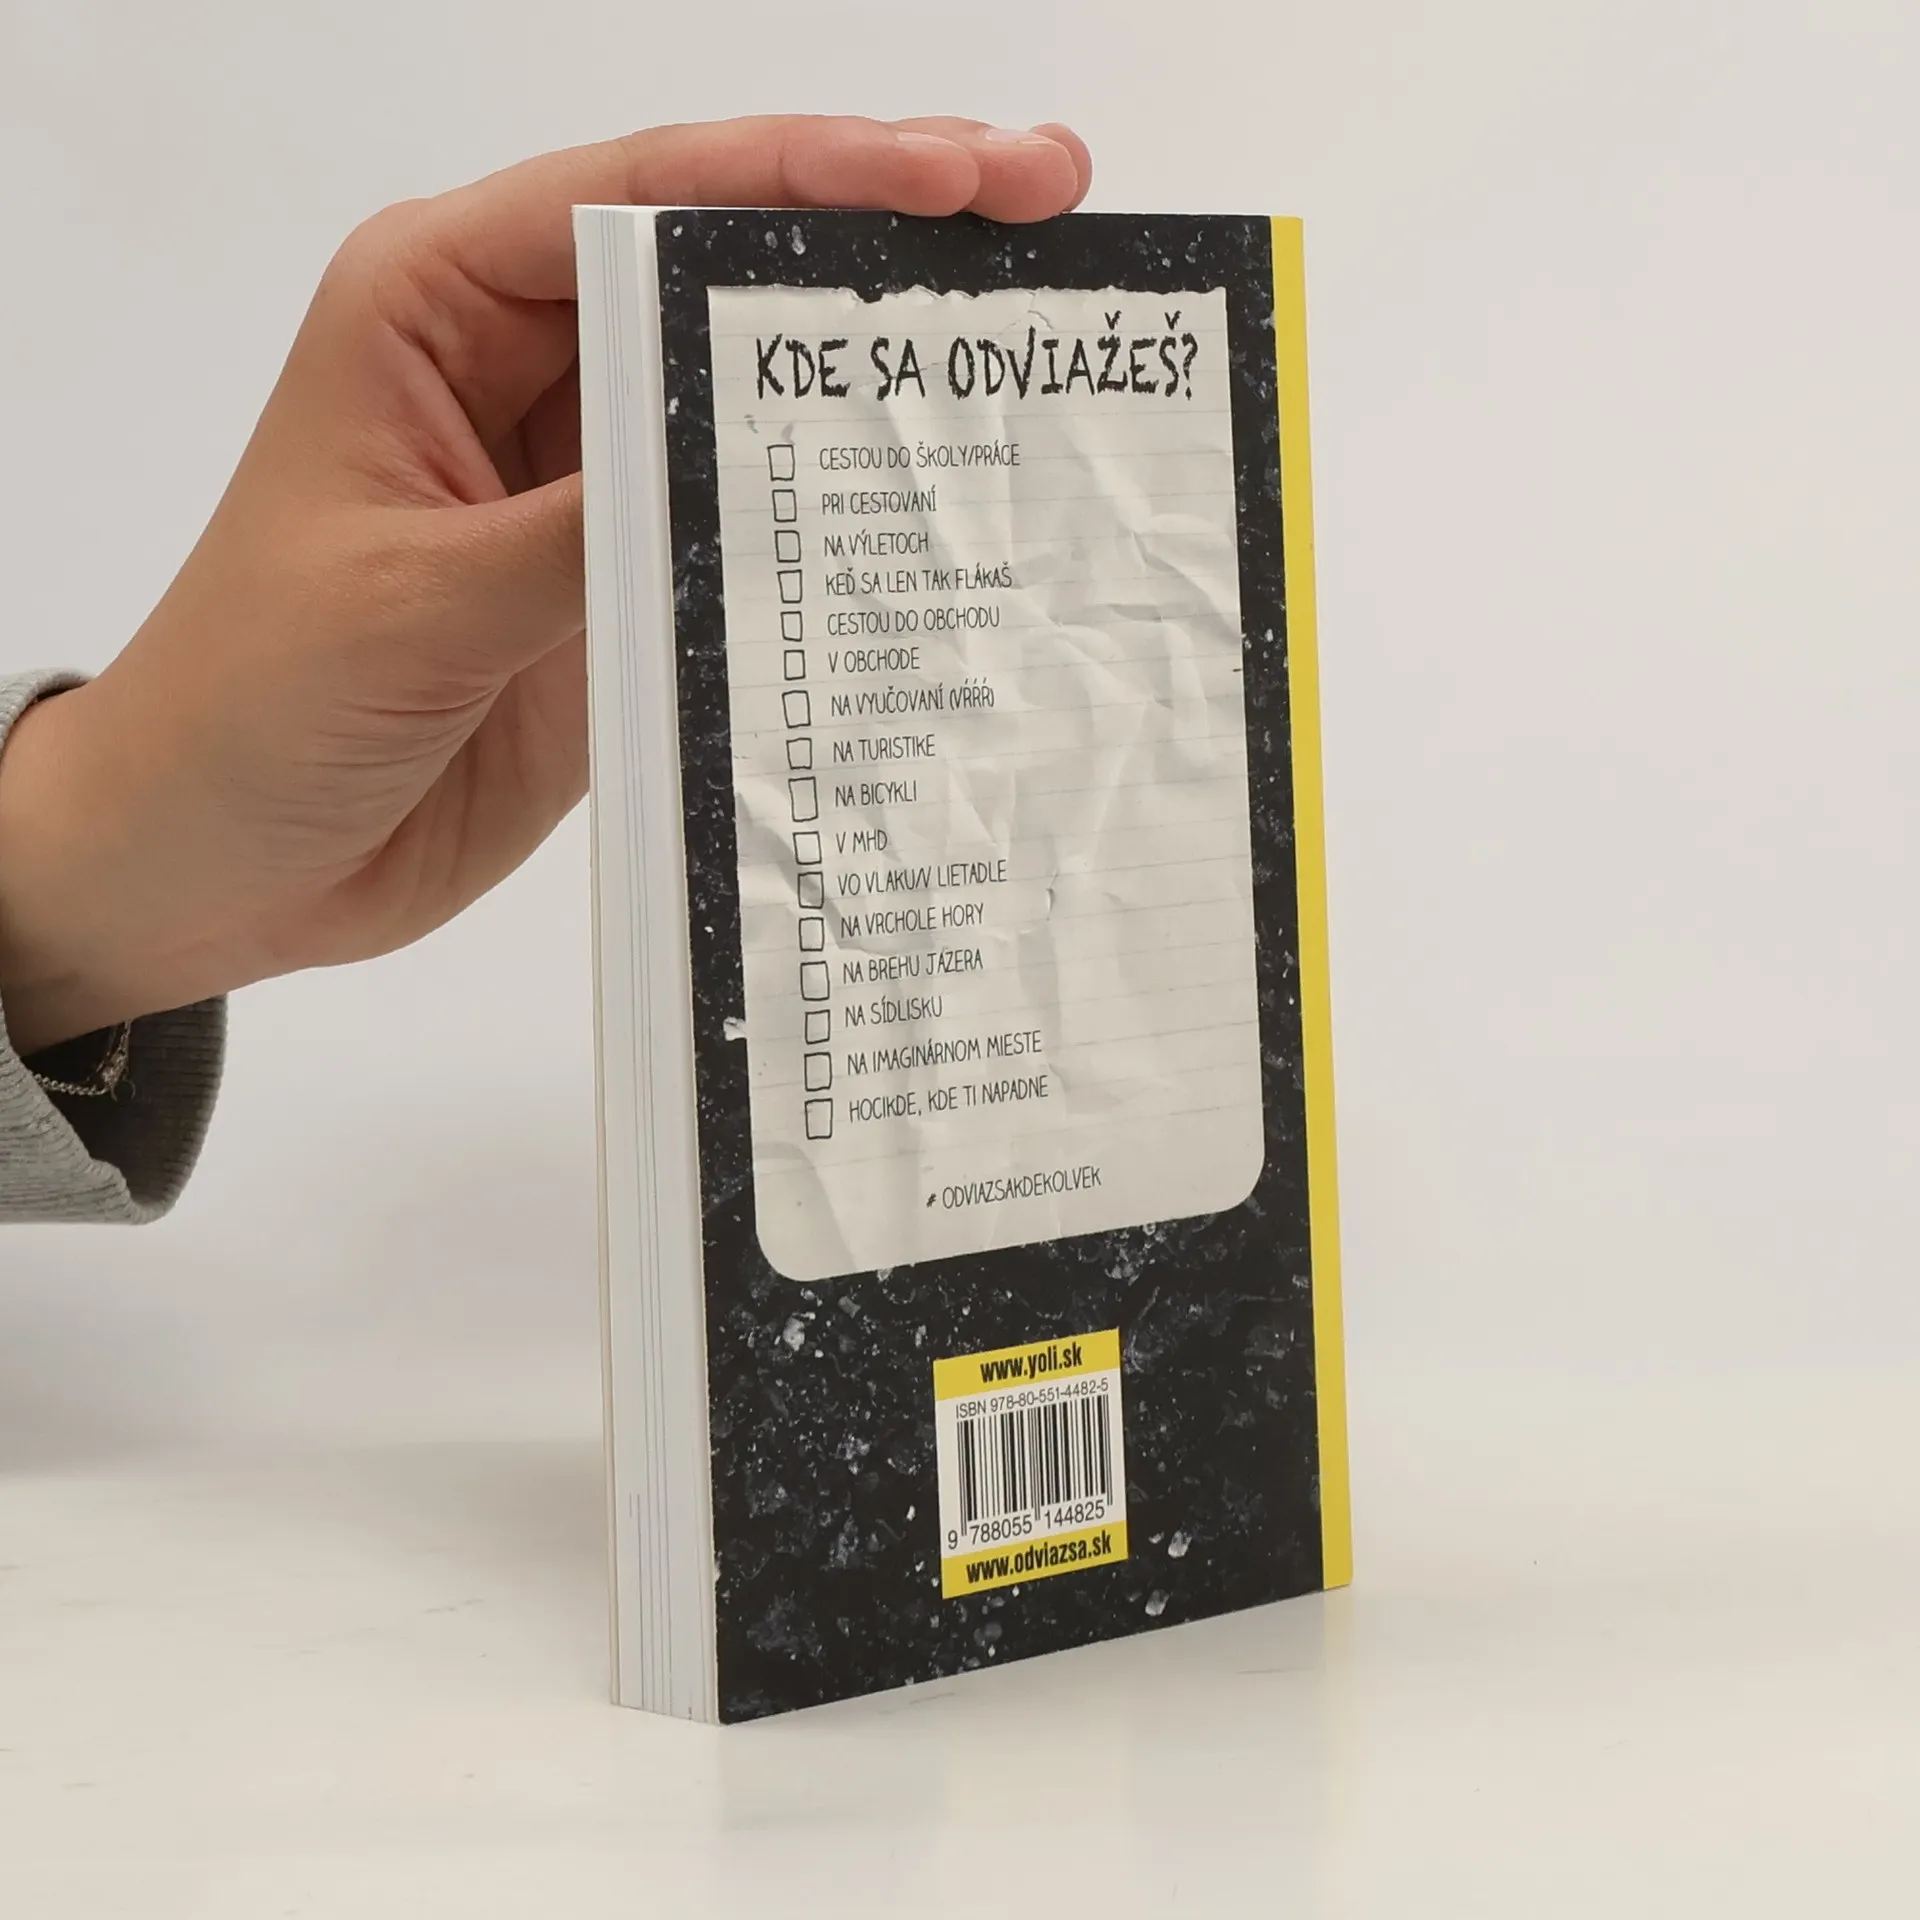 KDE SA ODVIAŽEŠ?
CESTOU DO ŠKOLY/PRÁCE
PRI CESTOVANÍ
NA VÝLETOCH
KEĎ SA LEN TAK FLÁKAŠ
CESTOU DO OBCHODU
V OBCHODE
NA VYUČOVANÍ (VŔŔŔ)
NA TURISTIKE
NA BICYKLI
V MHD
VO VLAKU/V LIETADLE
NA VRCHOLE HORY
NA BREHU JAZERA
NA SÍDLISKU
NA IMAGINÁRNOM MIESTE
HOCIKDE, KDE TI NAPADNE
# ODVIAZSAKDEKOLVEK
www.yoli.sk
ISBN 978-80-551-4482-5
9 788055 144825
www.odviazsa.sk